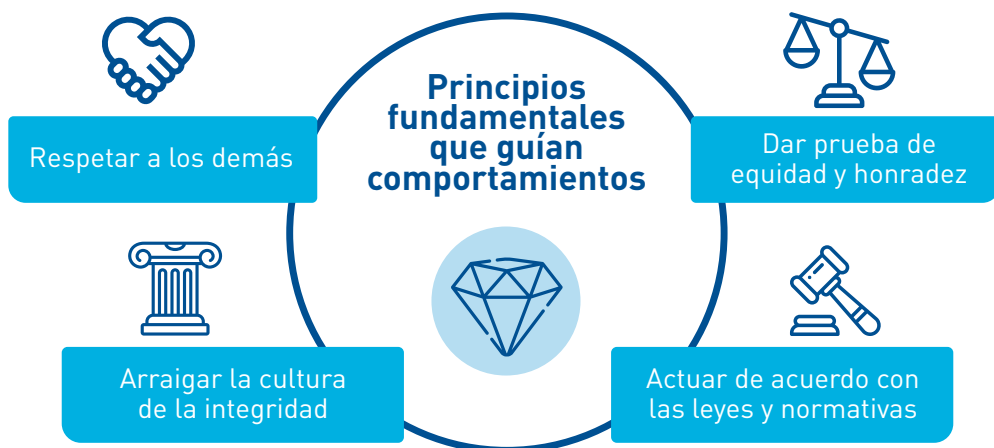 Principios
fundamentales
que guían
comportamientos
Respetar a los demás
Dar prueba de
equidad y honradez
Arraigar la cultura
de la integridad
Actuar de acuerdo con
las leyes y normativas